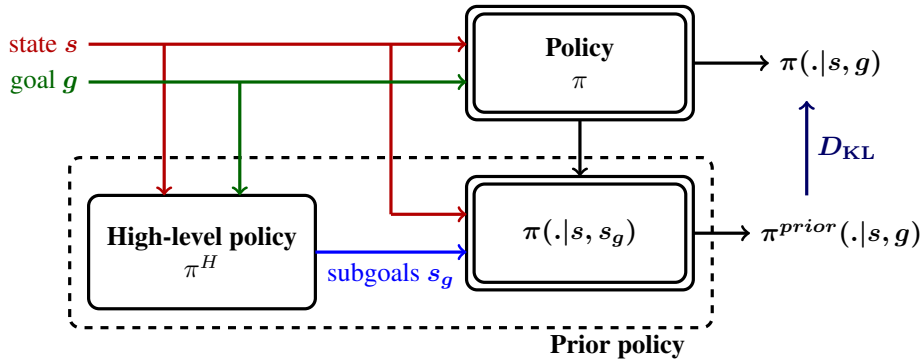 state s
goal g
Policy
π
π(.|s, g)
D_KL
High-level policy
π^H
subgoals s_g
π(.|s, s_g)
π^prior(.|s, g)
Prior policy